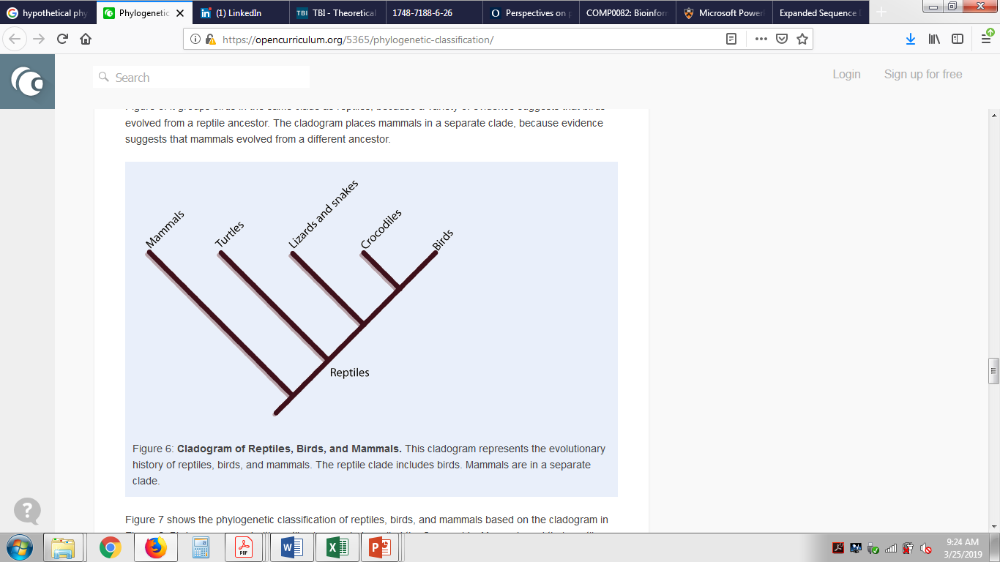 hypothetical phy
Phylogenetic
(1) LinkedIn
TBI TBI - Theoretical
1748-7188-6-26
O Perspectives on p
COMP0082: Bioinfor
Microsoft Power
Expanded Sequence
https://opencurriculum.org/5365/phylogenetic-classification/
Search
Login
Sign up for free
evolved from a reptile ancestor. The cladogram places mammals in a separate clade, because evidence
suggests that mammals evolved from a different ancestor.
Mammals
Turtles
Lizards and snakes
Crocodiles
Birds
Reptiles
Figure 6: Cladogram of Reptiles, Birds, and Mammals. This cladogram represents the evolutionary
history of reptiles, birds, and mammals. The reptile clade includes birds. Mammals are in a separate
clade.
Figure 7 shows the phylogenetic classification of reptiles, birds, and mammals based on the cladogram in
PDF
9:24 AM
3/25/2019